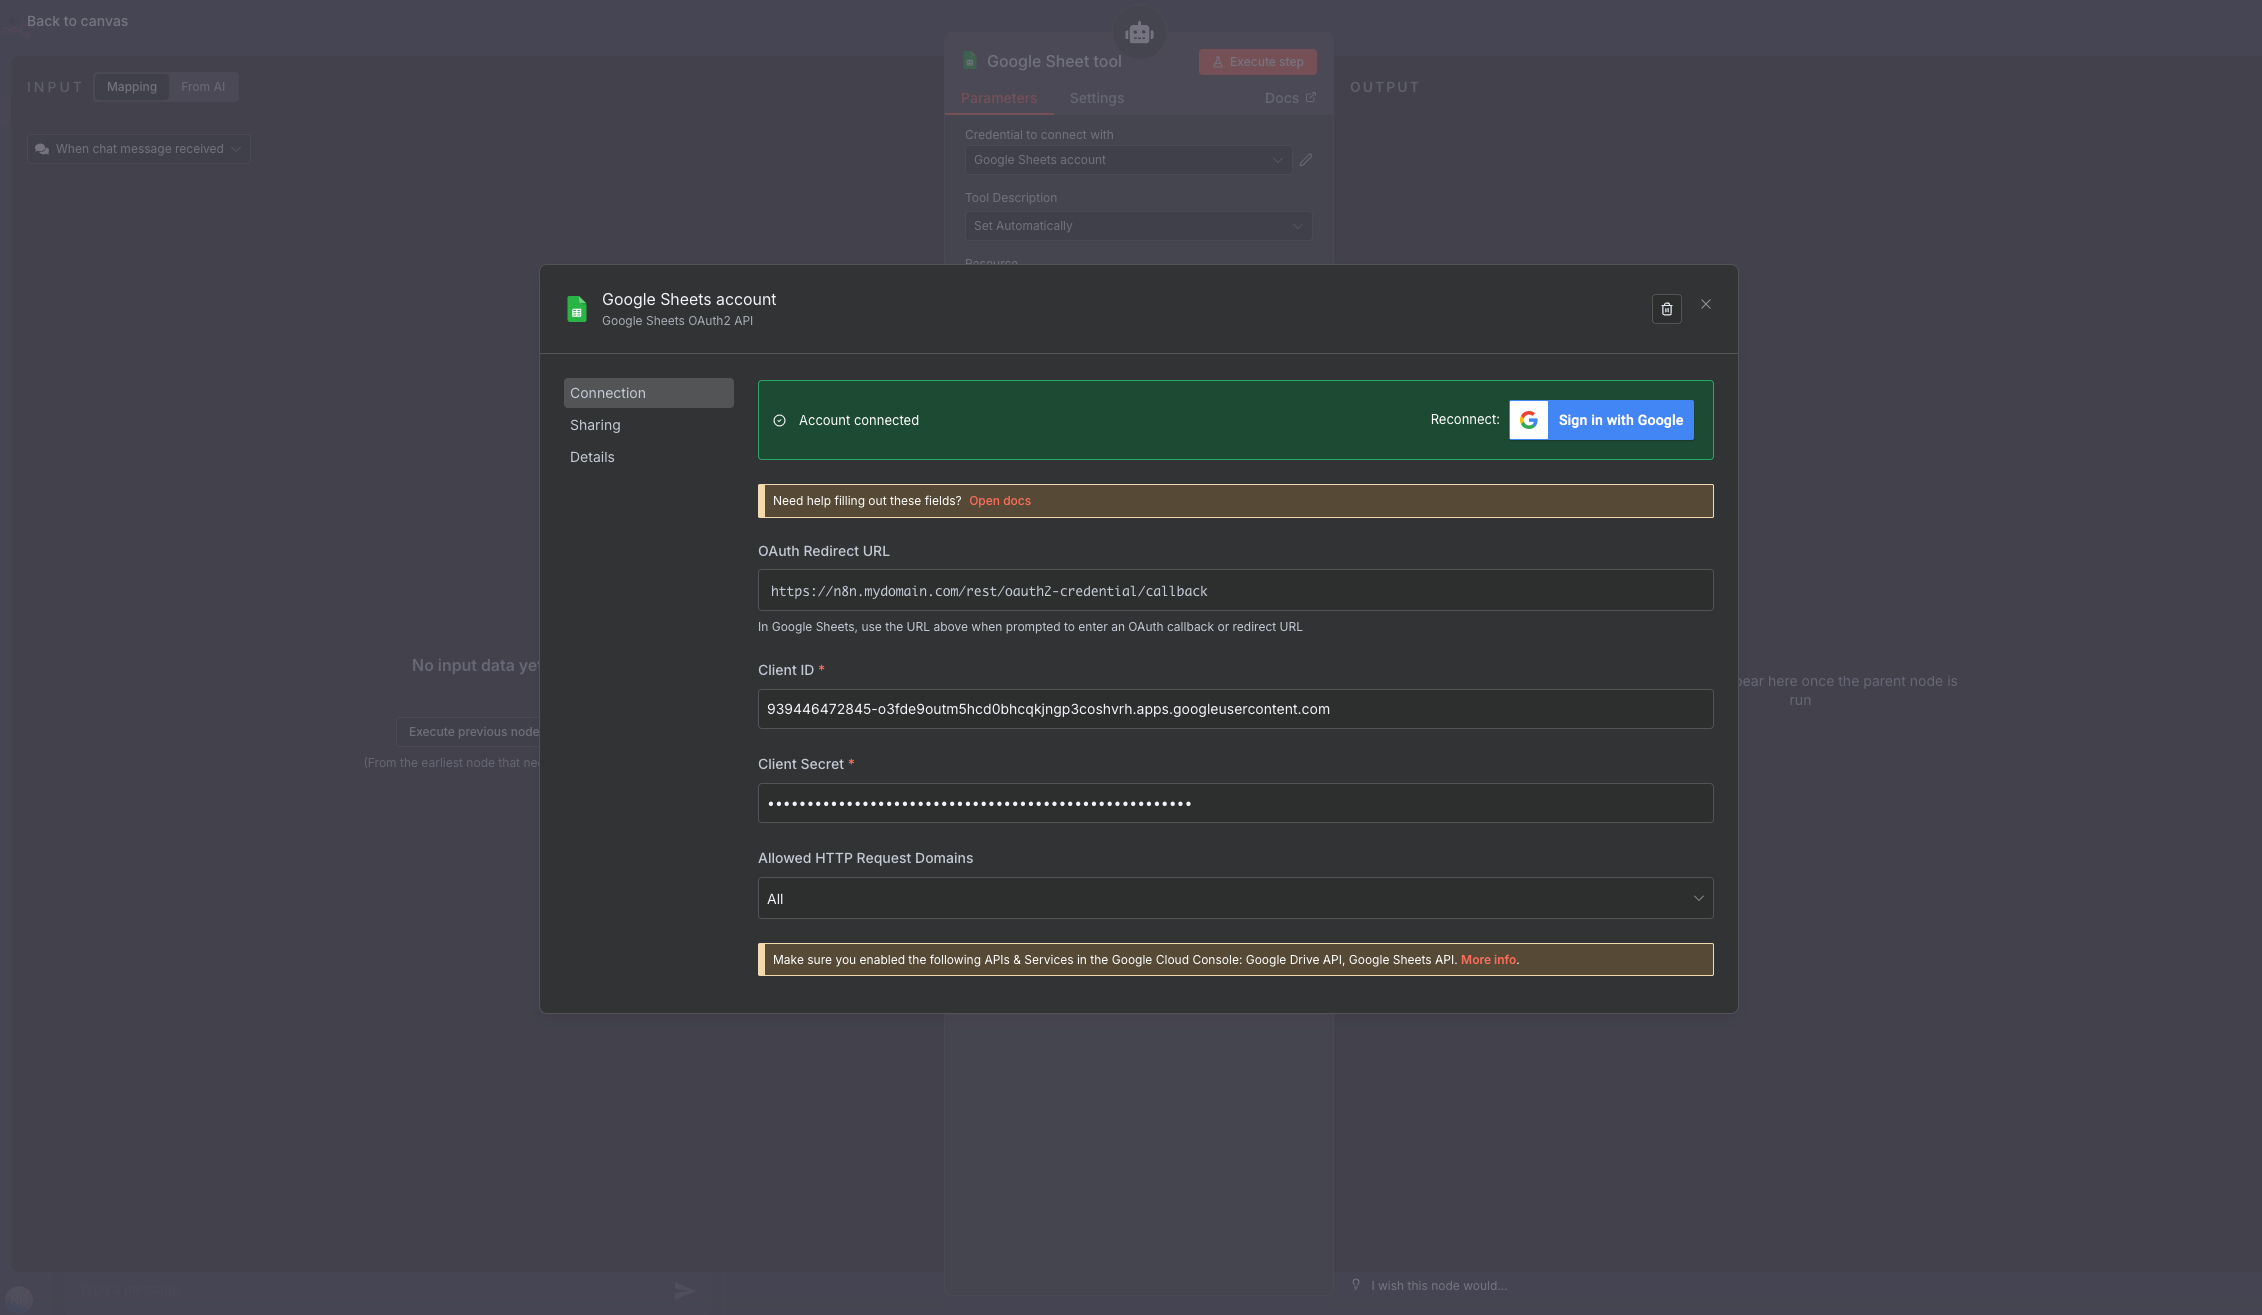 Back to canvas
INPUT
Mapping
From AI
When chat message received
Google Sheet tool
Execute step
Parameters
Settings
Docs
OUTPUT
Credential to connect with
Google Sheets account
Tool Description
Set Automatically
Resource
Google Sheets account
Google Sheets OAuth2 API
Connection
Sharing
Details
Account connected
Reconnect:
Sign in with Google
Need help filling out these fields? Open docs
OAuth Redirect URL
https://n8n.mydomain.com/rest/oauth2-credential/callback
In Google Sheets, use the URL above when prompted to enter an OAuth callback or redirect URL
Client ID *
939446472845-o3fde9outm5hcd0bhcqkjngp3coshvrh.apps.googleusercontent.com
Client Secret *
Allowed HTTP Request Domains
All
Make sure you enabled the following APIs & Services in the Google Cloud Console: Google Drive API, Google Sheets API. More info.
No input data yet
Execute previous node
(From the earliest node that
here once the parent node is
run
I wish this node would...